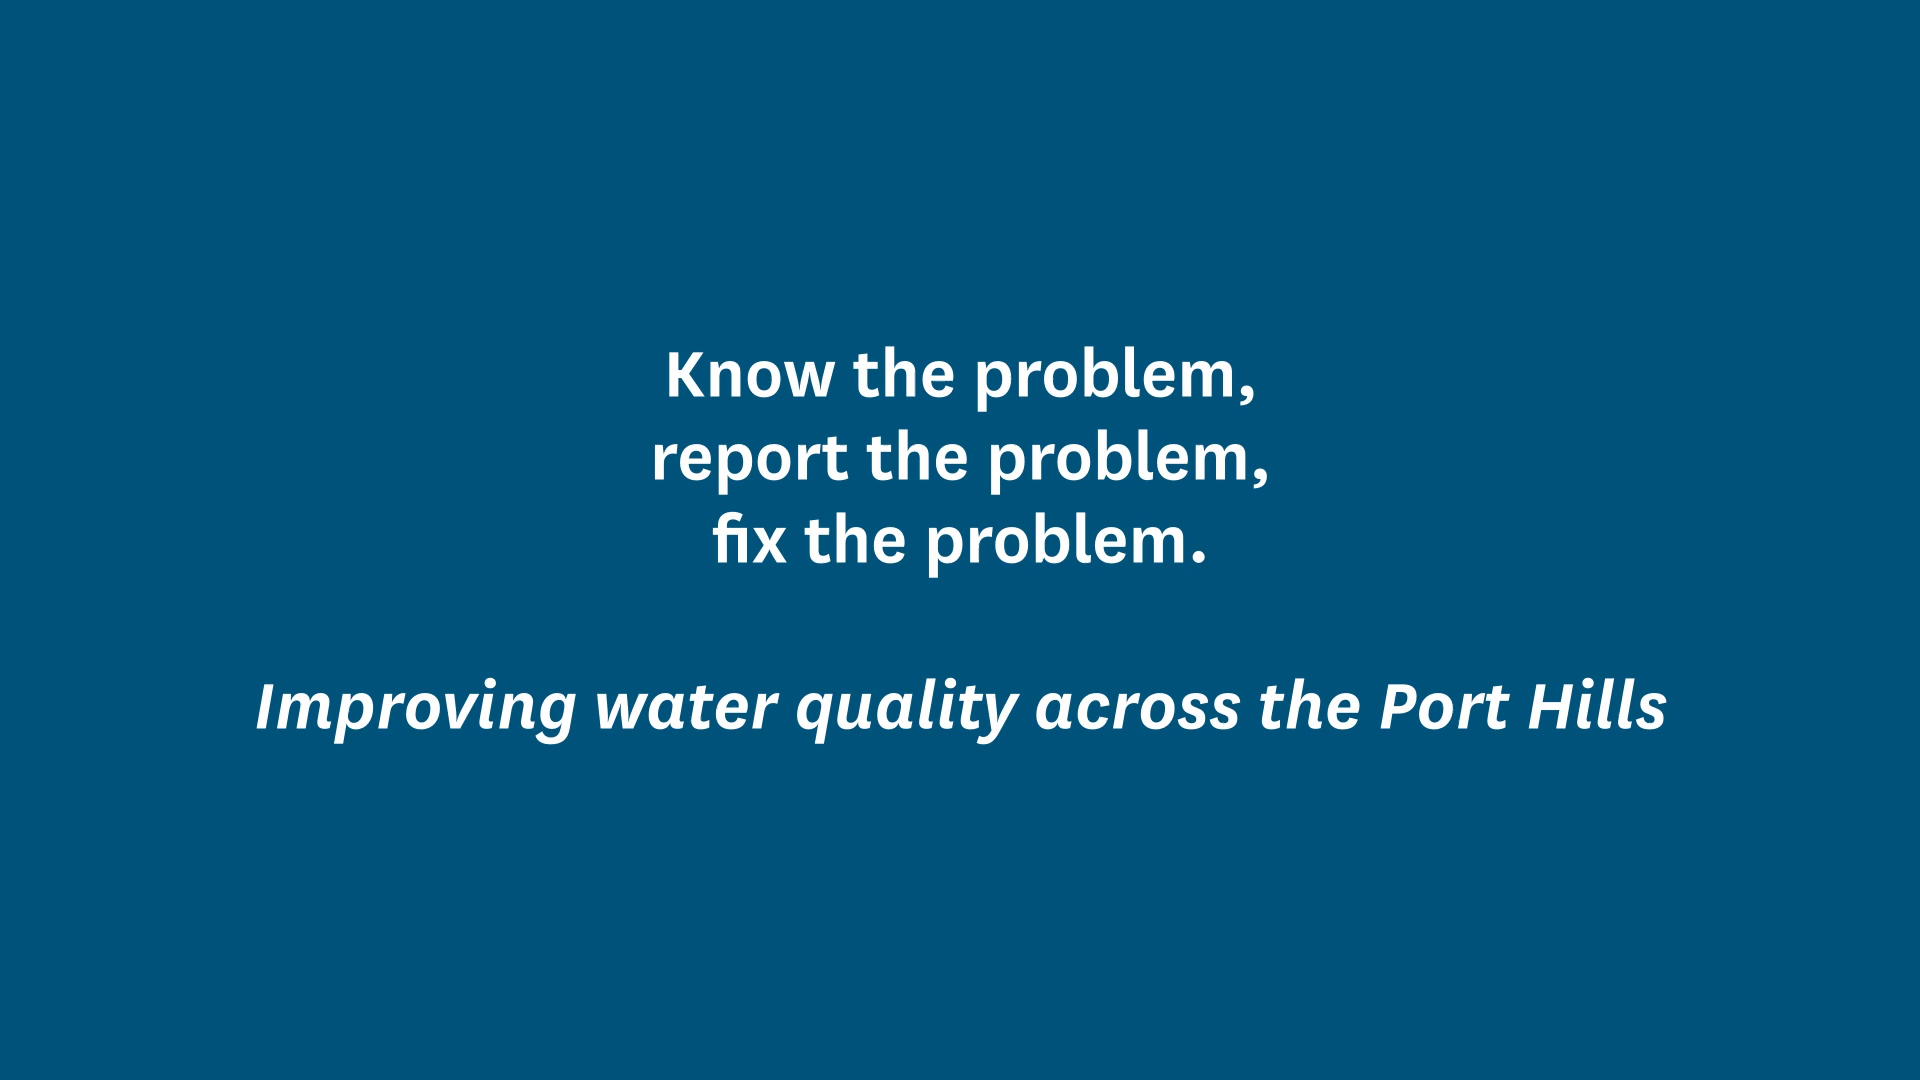 Know the problem,
report the problem,
fix the problem.
Improving water quality across the Port Hills